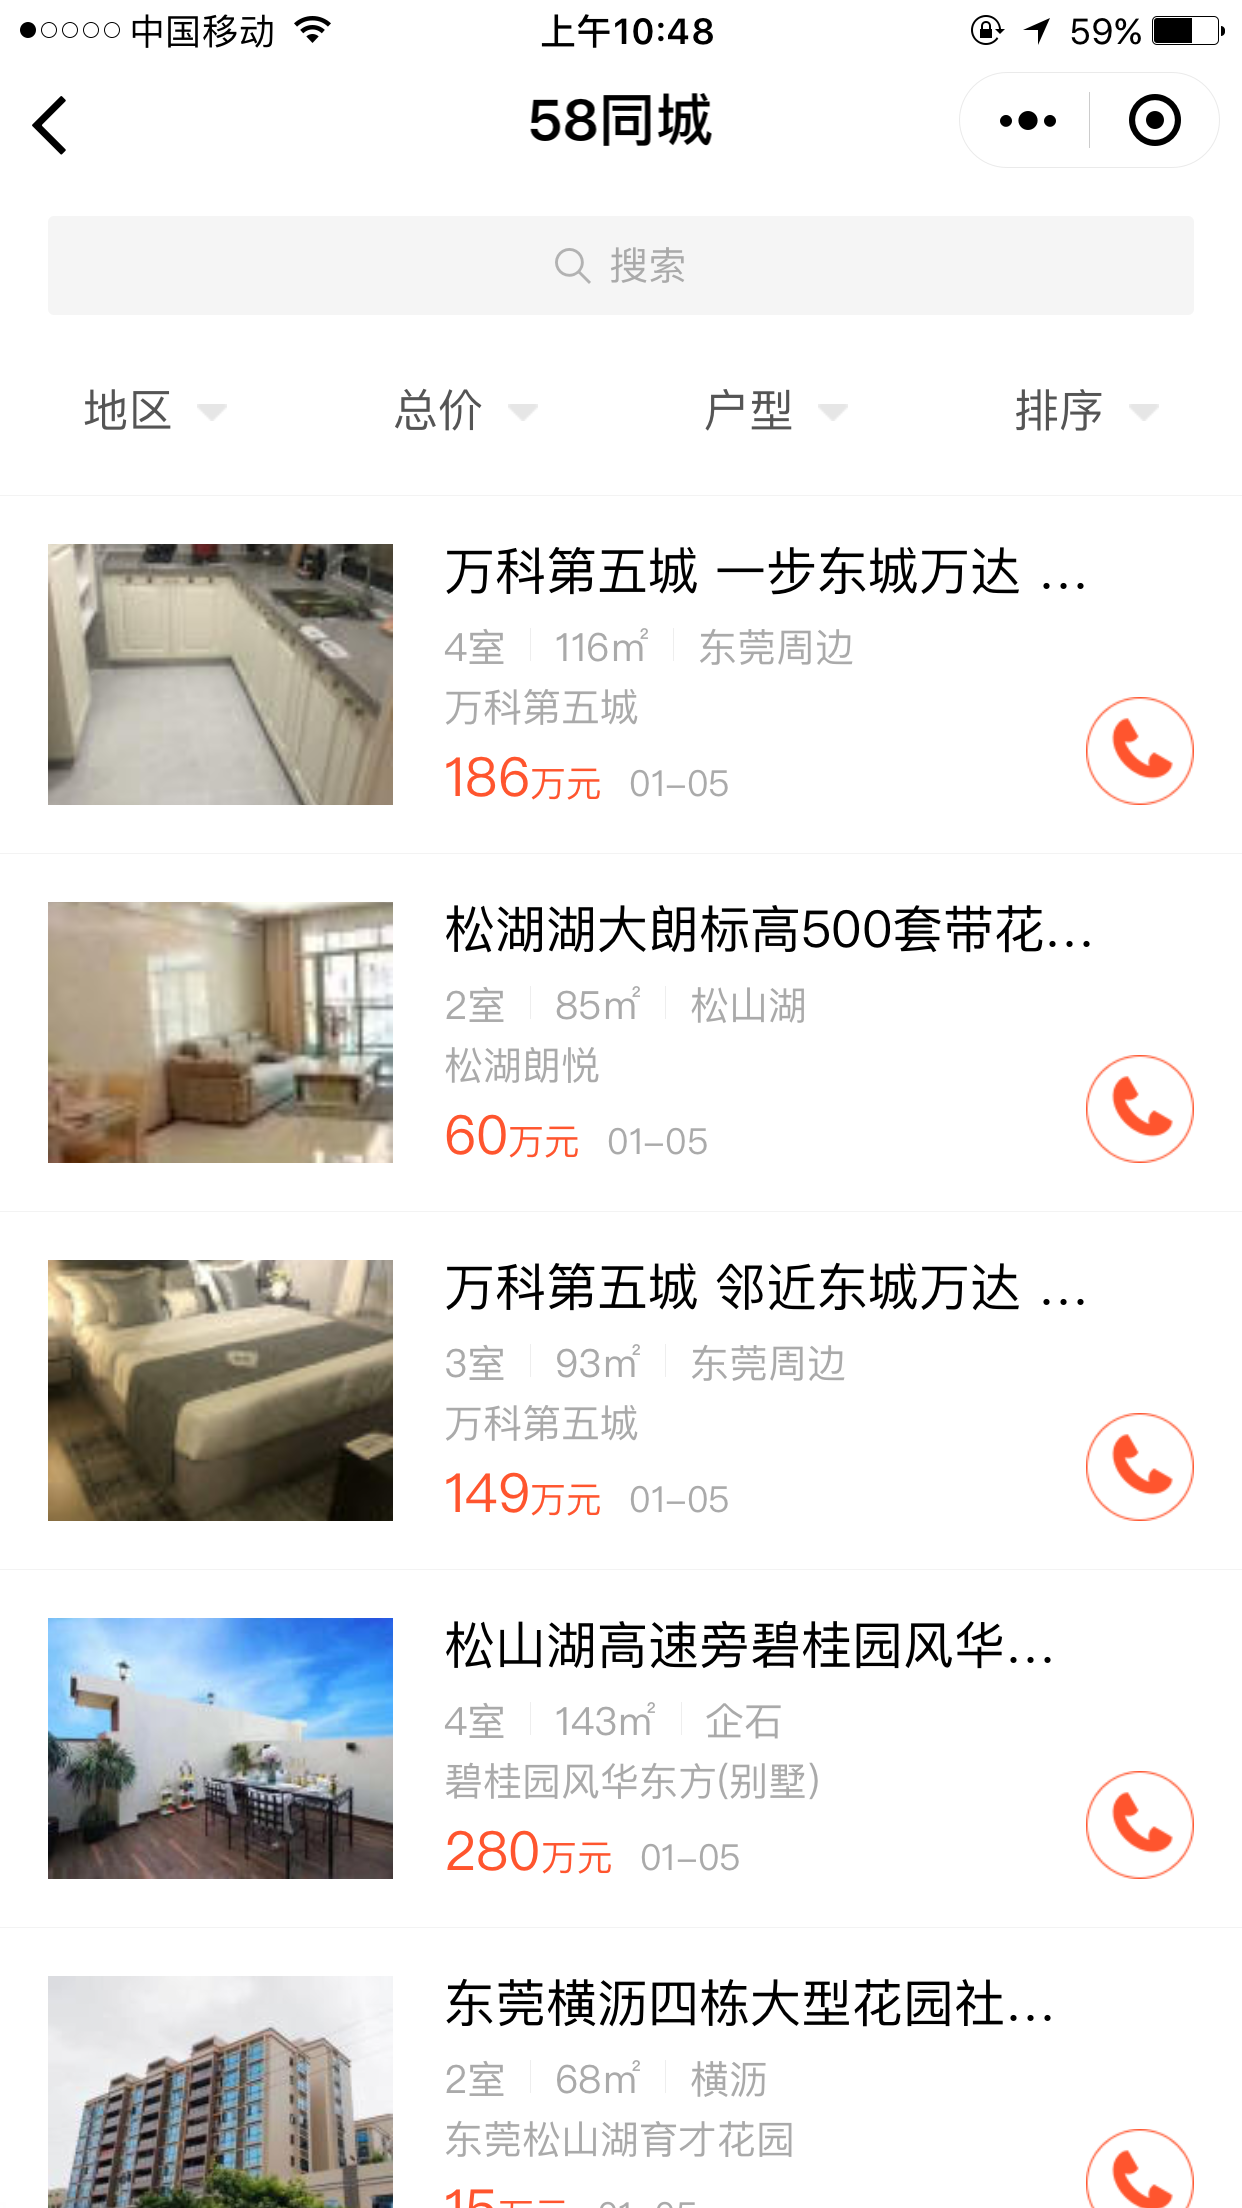 中国移动 上午10:48 59%
58同城
搜索
地区 总价 户型 排序
万科第五城 一步东城万达 ...
4室 116㎡ 东莞周边
万科第五城
186万元 01-05
松湖湖大朗标高500套带花...
2室 85㎡ 松山湖
松湖朗悦
60万元 01-05
万科第五城 邻近东城万达 ...
3室 93㎡ 东莞周边
万科第五城
149万元 01-05
松山湖高速旁碧桂园风华...
4室 143㎡ 企石
碧桂园风华东方(别墅)
280万元 01-05
东莞横沥四栋大型花园社...
2室 68㎡ 横沥
东莞松山湖育才花园
15万元 01-05